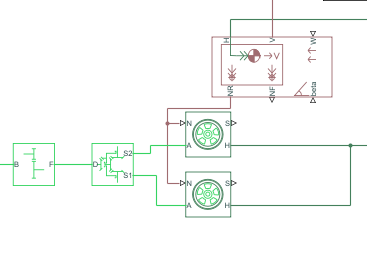 H V W
V
NR NF beta
N S
B F D S2 A H
S1
N S
A H